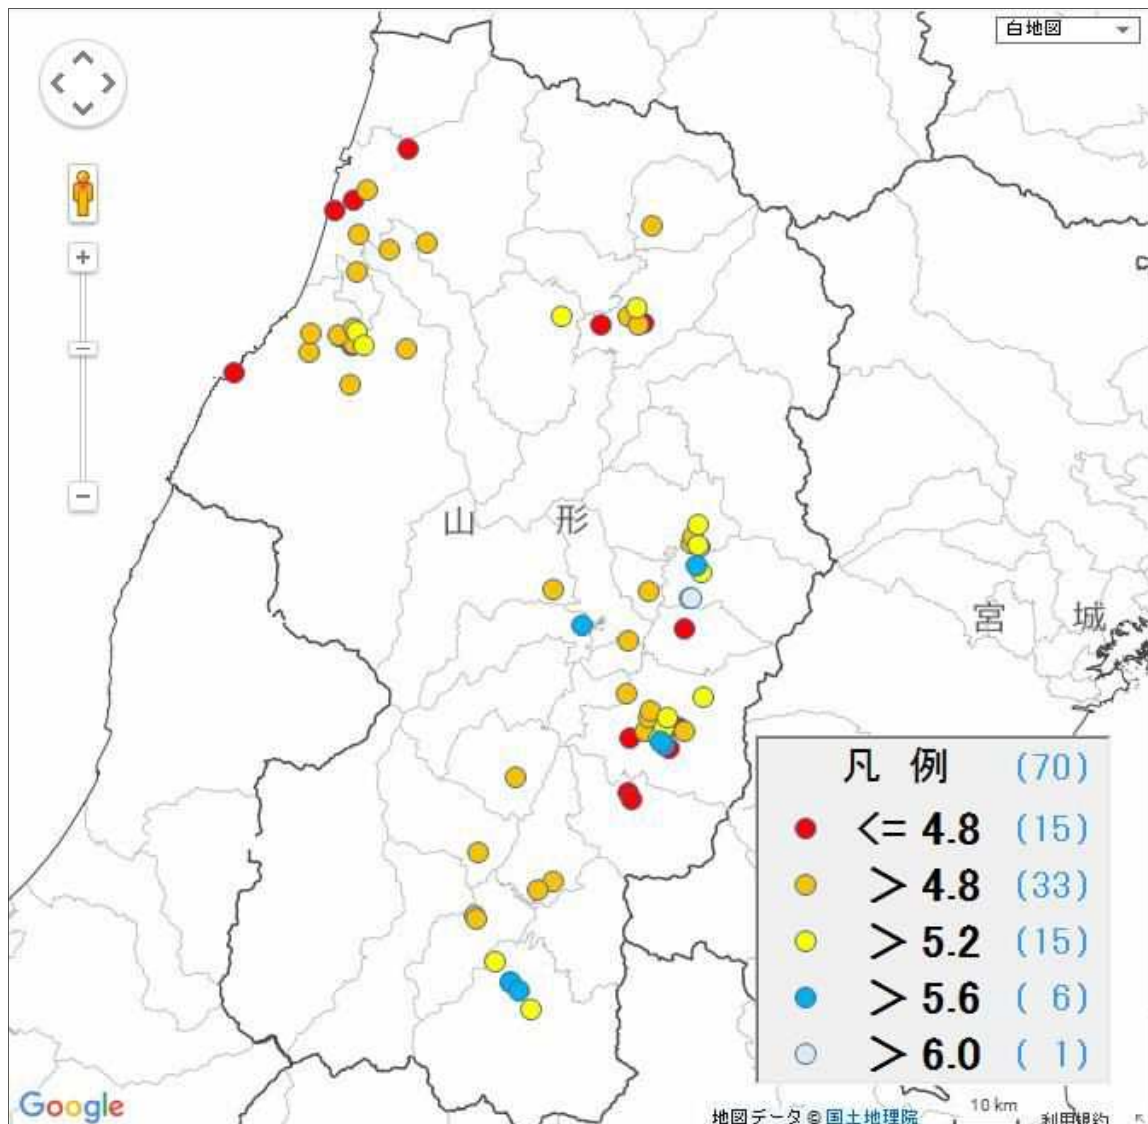 白地図
山 形
宮 城
凡 例 (70)
<= 4.8 (15)
> 4.8 (33)
> 5.2 (15)
> 5.6 ( 6)
> 6.0 ( 1)
Google
地図データ © 国土地理院
10 km
利用規約